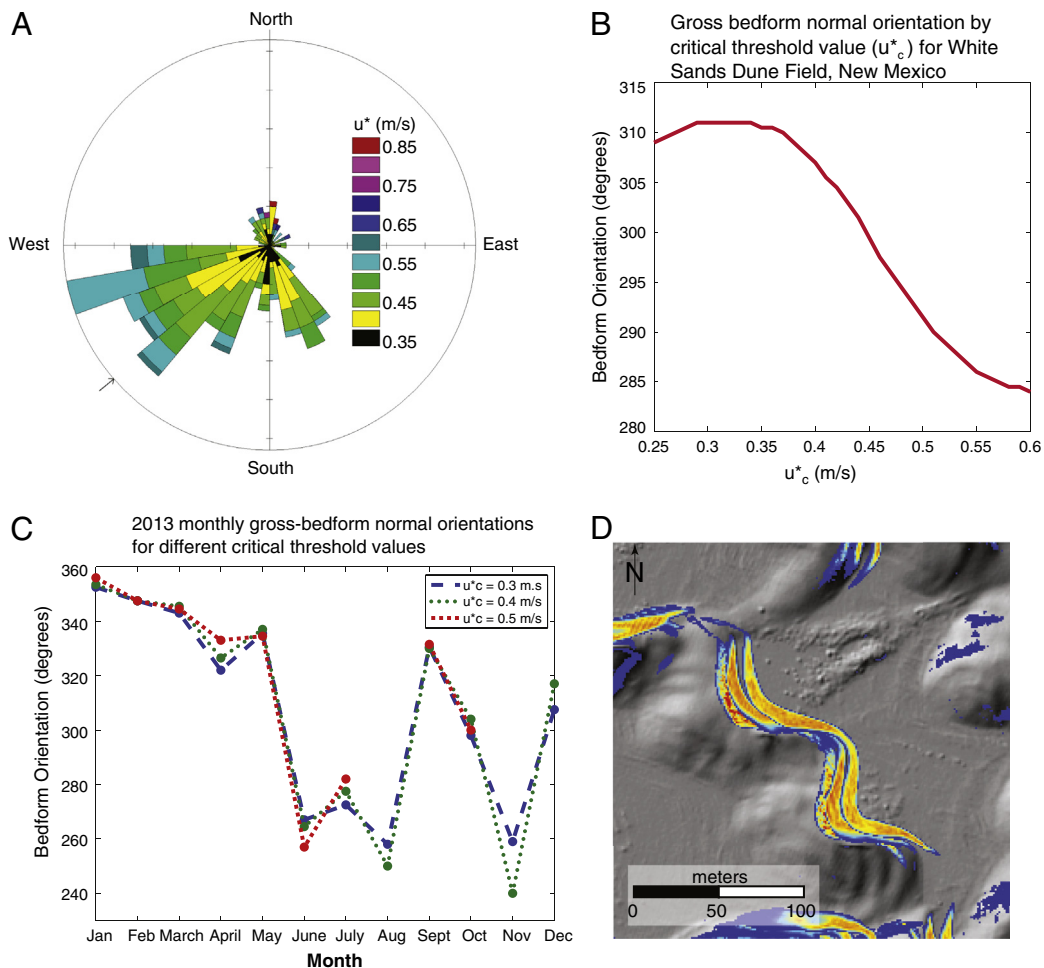 A
North
West
East
South
u* (m/s)
0.85
0.75
0.65
0.55
0.45
0.35
B
Gross bedform normal orientation by
critical threshold value (u*c) for White
Sands Dune Field, New Mexico
Bedform Orientation (degrees)
315
310
305
300
295
290
285
280
0.25 0.3 0.35 0.4 0.45 0.5 0.55 0.6
u*c (m/s)
C
2013 monthly gross-bedform normal orientations
for different critical threshold values
Bedform Orientation (degrees)
360
340
320
300
280
260
240
u*c = 0.3 m.s
u*c = 0.4 m/s
u*c = 0.5 m/s
Jan Feb March April May June July Aug Sept Oct Nov Dec
Month
D
N
meters
0 50 100